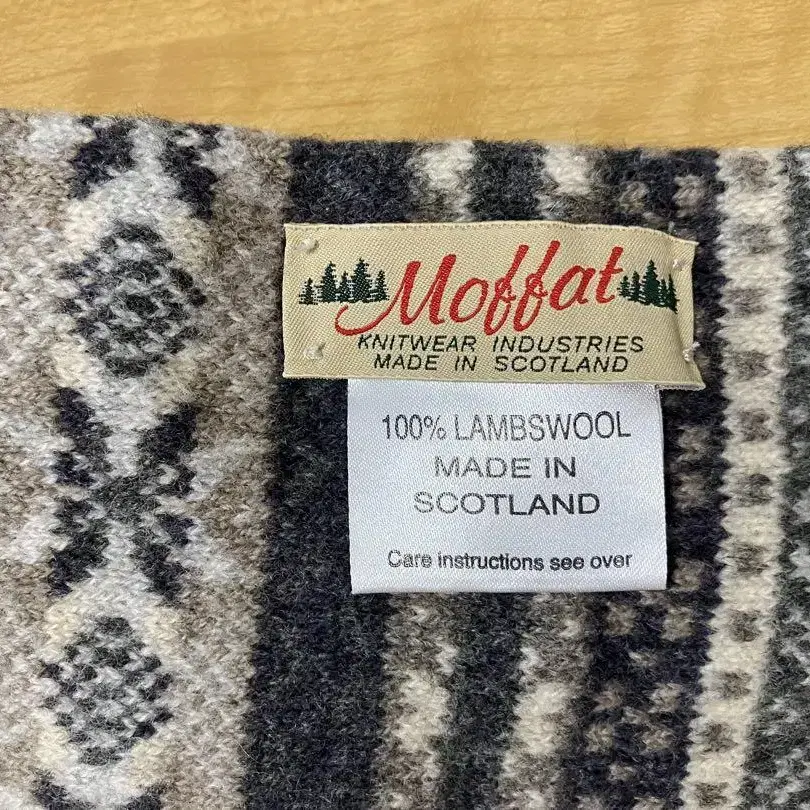 Moffat
KNITWEAR INDUSTRIES
MADE IN SCOTLAND
100% LAMBSWOOL
MADE IN
SCOTLAND
Care instructions see over